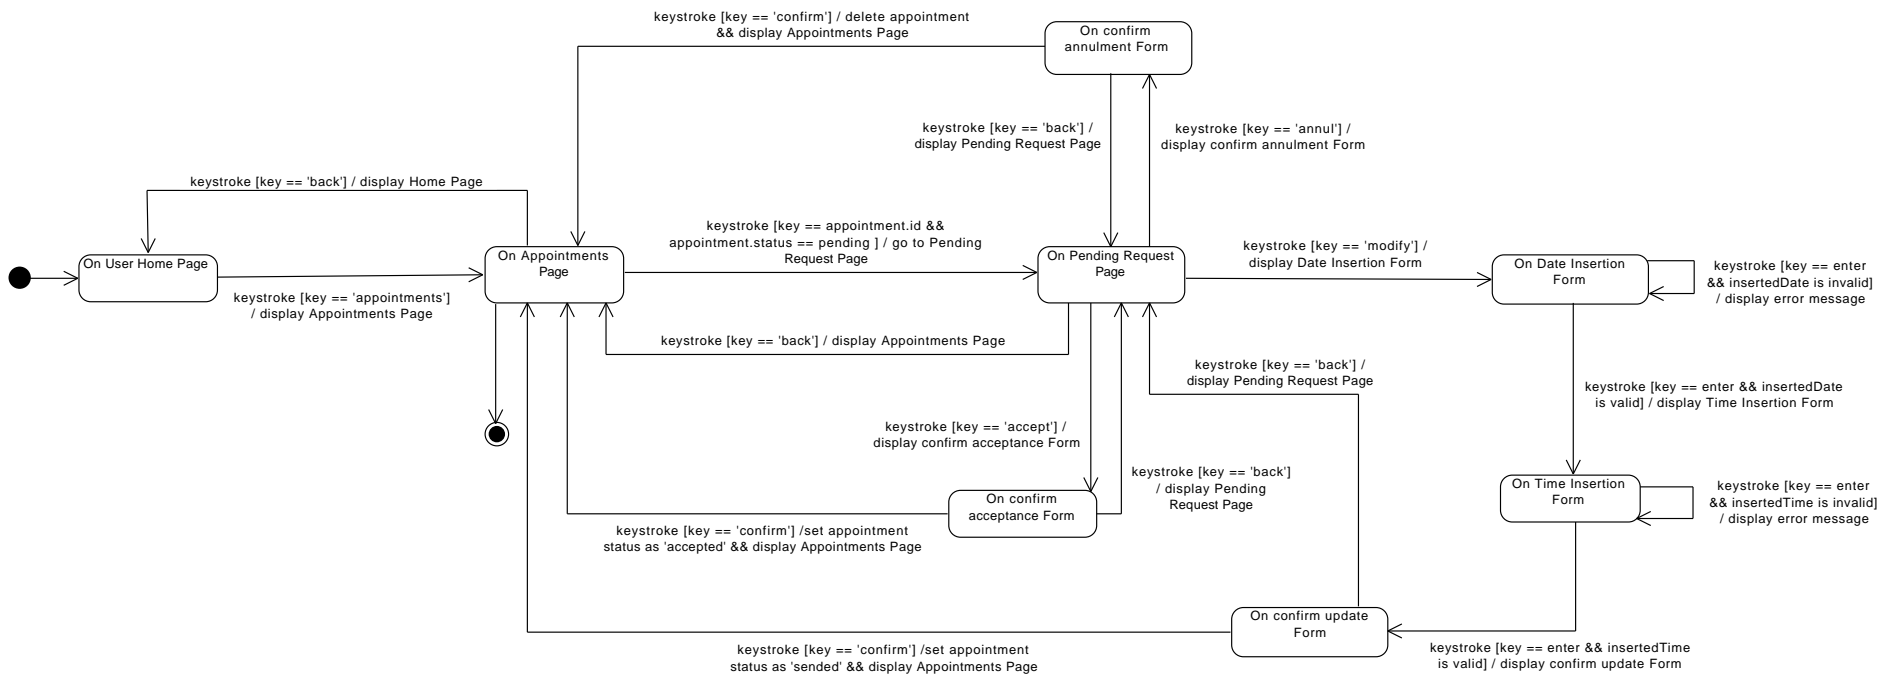 keystroke [key == 'confirm'] / delete appointment
&& display Appointments Page
On confirm
annulment Form
keystroke [key == 'back'] /
display Pending Request Page
keystroke [key == 'annul'] /
display confirm annulment Form
keystroke [key == 'back'] / display Home Page
keystroke [key == appointment.id &&
appointment.status == pending ] / go to Pending
Request Page
On User Home Page
On Appointments
Page
On Pending Request
Page
keystroke [key == 'modify'] /
display Date Insertion Form
On Date Insertion
Form
keystroke [key == enter
&& insertedDate is invalid]
/ display error message
keystroke [key == 'appointments']
/ display Appointments Page
keystroke [key == 'back'] / display Appointments Page
keystroke [key == 'back'] /
display Pending Request Page
keystroke [key == enter && insertedDate
is valid] / display Time Insertion Form
keystroke [key == 'accept'] /
display confirm acceptance Form
keystroke [key == 'back']
/ display Pending
Request Page
On Time Insertion
Form
keystroke [key == enter
&& insertedTime is invalid]
/ display error message
On confirm
acceptance Form
keystroke [key == 'confirm'] /set appointment
status as 'accepted' && display Appointments Page
On confirm update
Form
keystroke [key == 'confirm'] /set appointment
status as 'sended' && display Appointments Page
keystroke [key == enter && insertedTime
is valid] / display confirm update Form